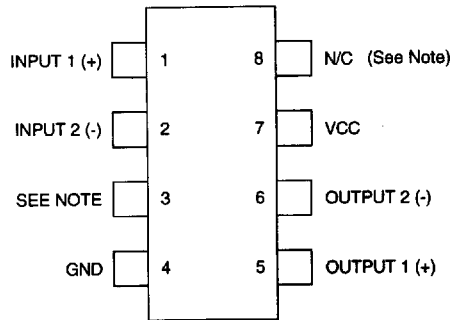 INPUT 1 (+) 1 8 N/C (See Note)
INPUT 2 (-) 2 7 VCC
SEE NOTE 3 6 OUTPUT 2 (-)
GND 4 5 OUTPUT 1 (+)